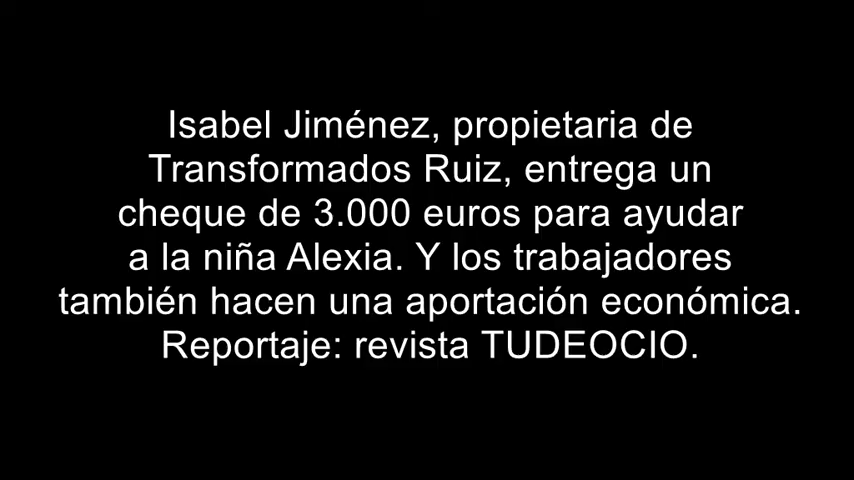 Isabel Jiménez, propietaria de
Transformados Ruiz, entrega un
cheque de 3.000 euros para ayudar
a la niña Alexia. Y los trabajadores
también hacen una aportación económica.
Reportaje: revista TUDEOCIO.